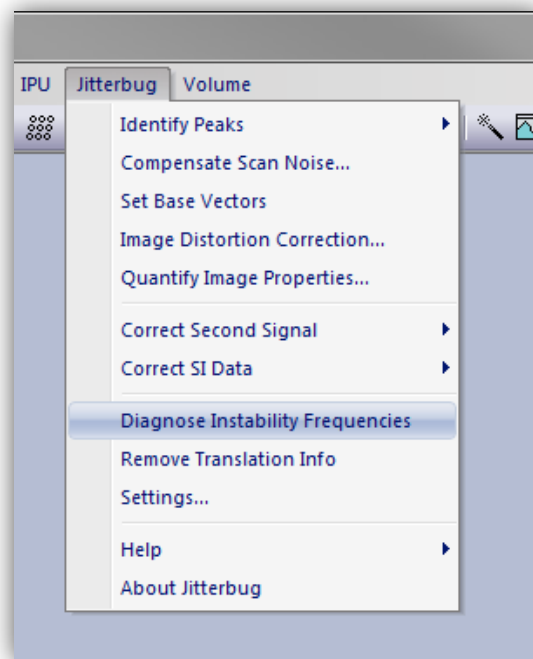 IPU Jitterbug Volume
Identify Peaks
Compensate Scan Noise...
Set Base Vectors
Image Distortion Correction...
Quantify Image Properties...
Correct Second Signal
Correct SI Data
Diagnose Instability Frequencies
Remove Translation Info
Settings...
Help
About Jitterbug